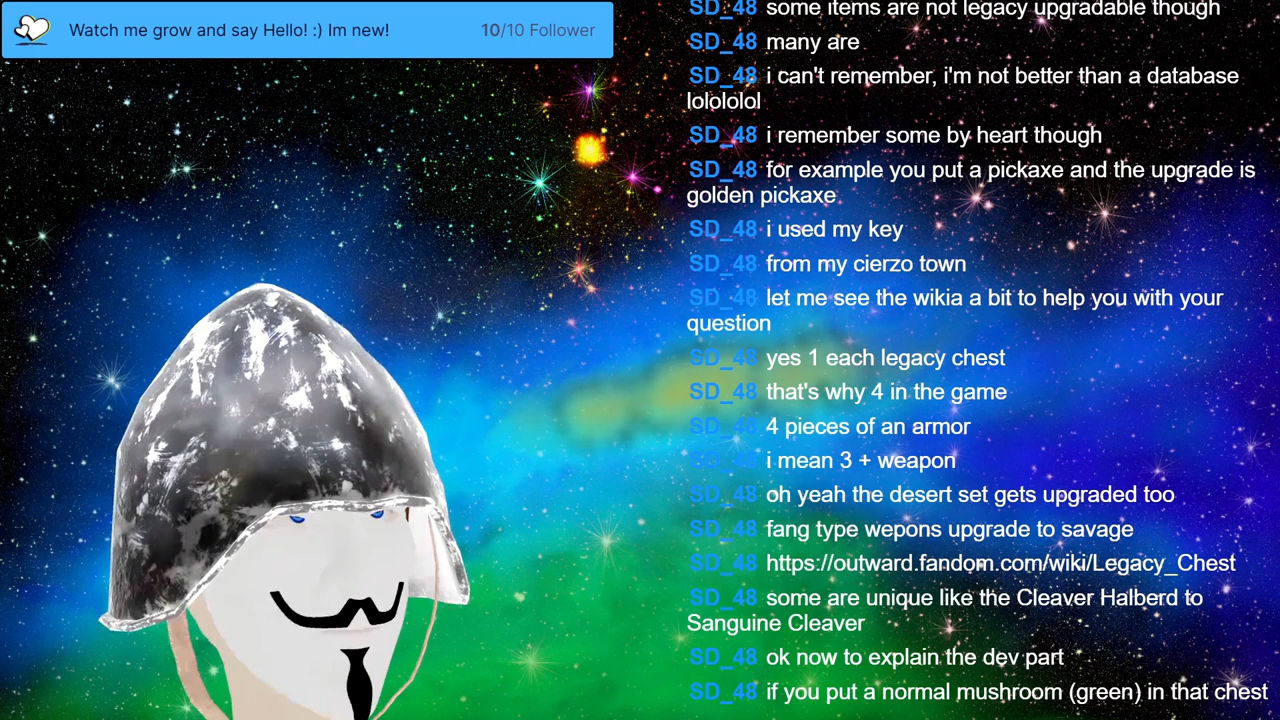 Watch me grow and say Hello! :) Im new!
10/10 Follower
SD_48 some items are not legacy upgradable though
SD_48 many are
SD_48 i can't remember, i'm not better than a database
lolololol
SD_48 i remember some by heart though
SD_48 for example you put a pickaxe and the upgrade is
golden pickaxe
SD_48 i used my key
SD_48 from my cierzo town
SD_48 let me see the wikia a bit to help you with your
question
SD_48 yes 1 each legacy chest
SD_48 that's why 4 in the game
SD_48 4 pieces of an armor
SD_48 i mean 3 + weapon
SD_48 oh yeah the desert set gets upgraded too
SD_48 fang type wepons upgrade to savage
SD_48 https://outward.fandom.com/wiki/Legacy_Chest
SD_48 some are unique like the Cleaver Halberd to
Sanguine Cleaver
SD_48 ok now to explain the dev part
SD_48 if you put a normal mushroom (green) in that chest